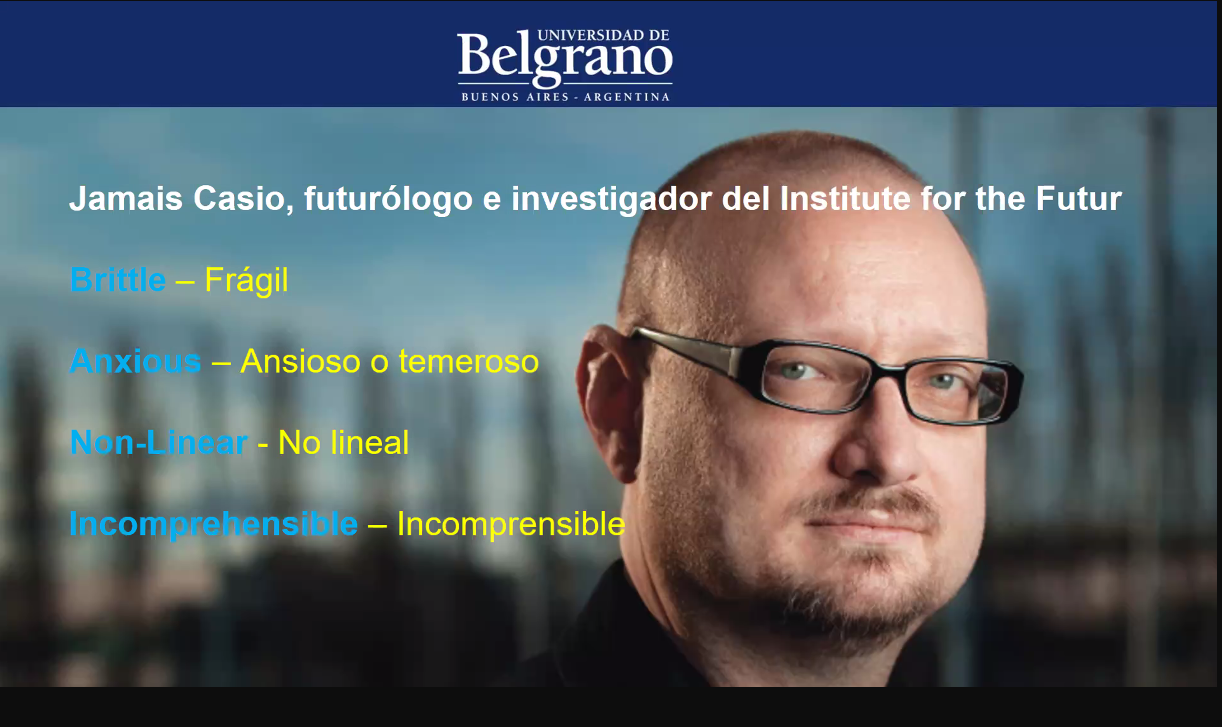 UNIVERSIDAD DE
Belgrano
BUENOS AIRES - ARGENTINA
Jamais Casio, futurólogo e investigador del Institute for the Futur
Brittle – Frágil
Anxious – Ansioso o temeroso
Non-Linear - No lineal
Incomprehensible – Incomprensible